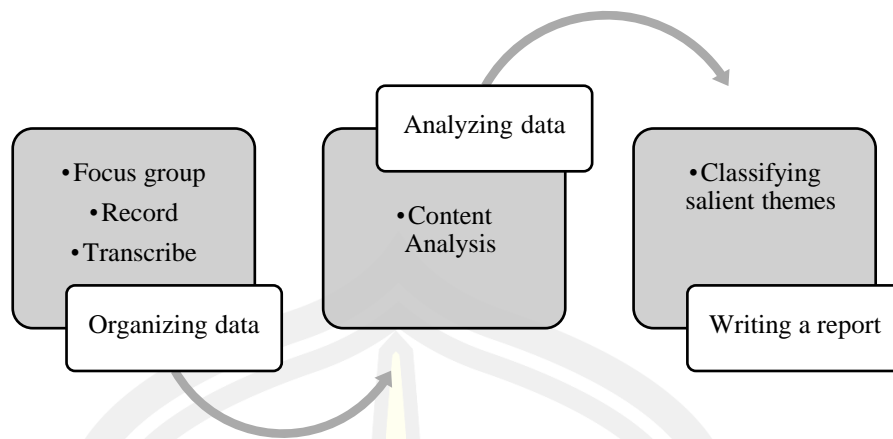 •Focus group
•Record
•Transcribe
Organizing data
Analyzing data
•Content
Analysis
•Classifying
salient themes
Writing a report